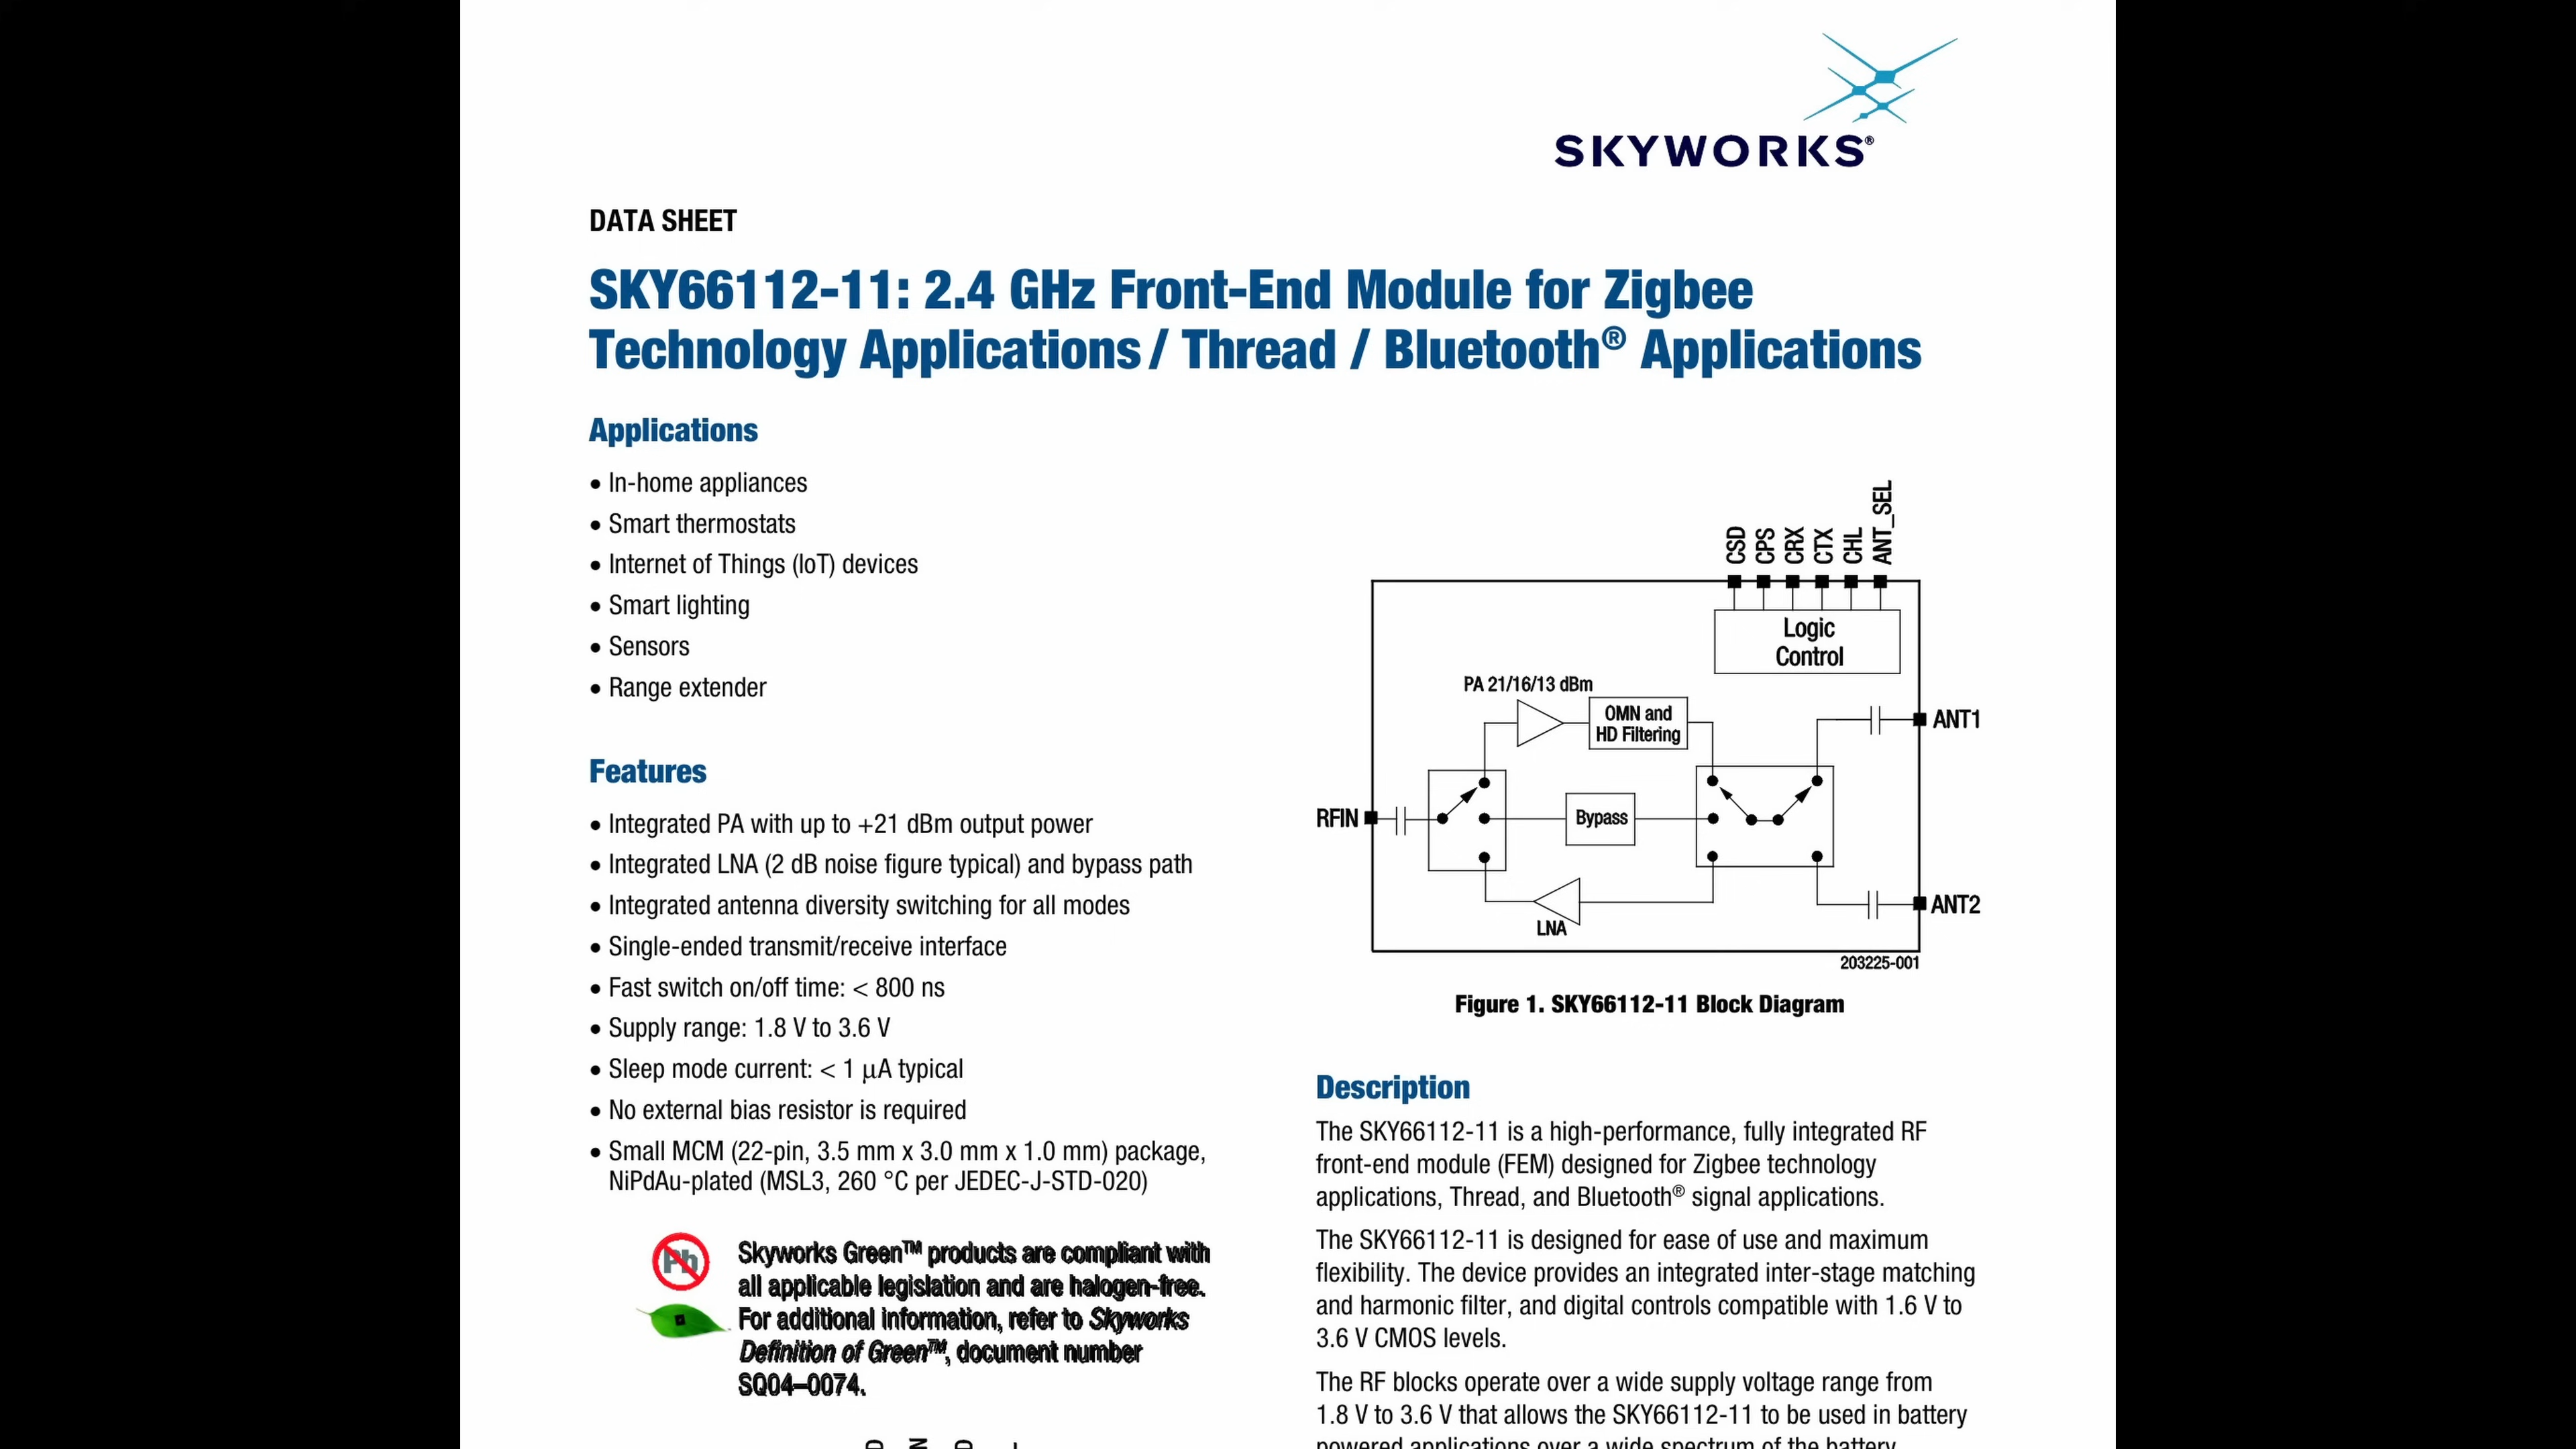 SKYWORKS®
DATA SHEET
SKY66112-11: 2.4 GHz Front-End Module for Zigbee
Technology Applications / Thread / Bluetooth® Applications
Applications
• In-home appliances
• Smart thermostats
• Internet of Things (IoT) devices
• Smart lighting
• Sensors
• Range extender
Features
• Integrated PA with up to +21 dBm output power
• Integrated LNA (2 dB noise figure typical) and bypass path
• Integrated antenna diversity switching for all modes
• Single-ended transmit/receive interface
• Fast switch on/off time: < 800 ns
• Supply range: 1.8 V to 3.6 V
• Sleep mode current: < 1 μA typical
• No external bias resistor is required
• Small MCM (22-pin, 3.5 mm x 3.0 mm x 1.0 mm) package,
NiPdAu-plated (MSL3, 260 °C per JEDEC-J-STD-020)
Pb
Skyworks Green™ products are compliant with
all applicable legislation and are halogen-free.
For additional information, refer to Skyworks
Definition of Green™, document number
SQ04–0074.
CSD
CPS
CRX
CTX
CHL
ANT_SEL
Logic
Control
PA 21/16/13 dBm
OMN and
HD Filtering
ANT1
RFIN
Bypass
LNA
ANT2
203225-001
Figure 1. SKY66112-11 Block Diagram
Description
The SKY66112-11 is a high-performance, fully integrated RF
front-end module (FEM) designed for Zigbee technology
applications, Thread, and Bluetooth® signal applications.
The SKY66112-11 is designed for ease of use and maximum
flexibility. The device provides an integrated inter-stage matching
and harmonic filter, and digital controls compatible with 1.6 V to
3.6 V CMOS levels.
The RF blocks operate over a wide supply voltage range from
1.8 V to 3.6 V that allows the SKY66112-11 to be used in battery
powered applications over a wide spectrum of the battery